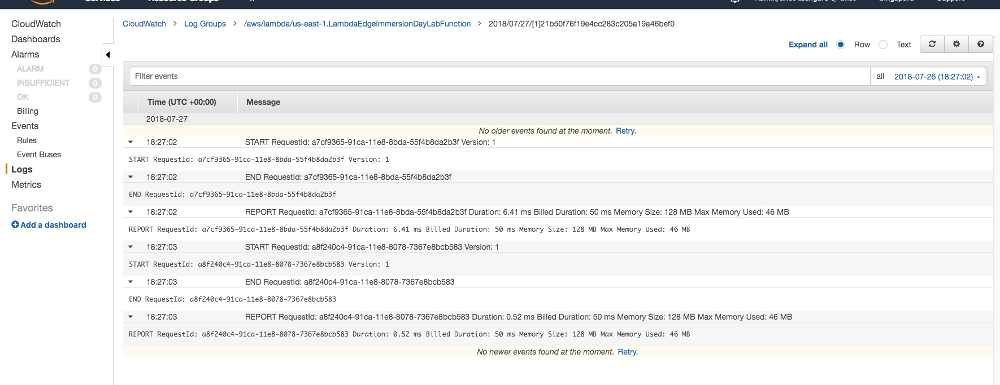 Services Resource Groups Singapore Support
CloudWatch
Dashboards
Alarms
ALARM 0
INSUFFICIENT 0
OK 0
Billing
Events
Rules
Event Buses
Logs
Metrics
Favorites
Add a dashboard
CloudWatch > Log Groups > /aws/lambda/us-east-1.LambdaEdgeImmersionDayLabFunction > 2018/07/27/[1]21b50f76f19e4cc283c205a19a46bef0
Expand all Row Text
Filter events all 2018-07-26 (18:27:02)
Time (UTC +00:00) Message
2018-07-27
No older events found at the moment. Retry.
18:27:02 START RequestId: a7cf9365-91ca-11e8-8bda-55f4b8da2b3f Version: 1
START RequestId: a7cf9365-91ca-11e8-8bda-55f4b8da2b3f Version: 1
18:27:02 END RequestId: a7cf9365-91ca-11e8-8bda-55f4b8da2b3f
END RequestId: a7cf9365-91ca-11e8-8bda-55f4b8da2b3f
18:27:02 REPORT RequestId: a7cf9365-91ca-11e8-8bda-55f4b8da2b3f Duration: 6.41 ms Billed Duration: 50 ms Memory Size: 128 MB Max Memory Used: 46 MB
REPORT RequestId: a7cf9365-91ca-11e8-8bda-55f4b8da2b3f Duration: 6.41 ms Billed Duration: 50 ms Memory Size: 128 MB Max Memory Used: 46 MB
18:27:03 START RequestId: a8f240c4-91ca-11e8-8078-7367e8bcb583 Version: 1
START RequestId: a8f240c4-91ca-11e8-8078-7367e8bcb583 Version: 1
18:27:03 END RequestId: a8f240c4-91ca-11e8-8078-7367e8bcb583
END RequestId: a8f240c4-91ca-11e8-8078-7367e8bcb583
18:27:03 REPORT RequestId: a8f240c4-91ca-11e8-8078-7367e8bcb583 Duration: 0.52 ms Billed Duration: 50 ms Memory Size: 128 MB Max Memory Used: 46 MB
REPORT RequestId: a8f240c4-91ca-11e8-8078-7367e8bcb583 Duration: 0.52 ms Billed Duration: 50 ms Memory Size: 128 MB Max Memory Used: 46 MB
No newer events found at the moment. Retry.